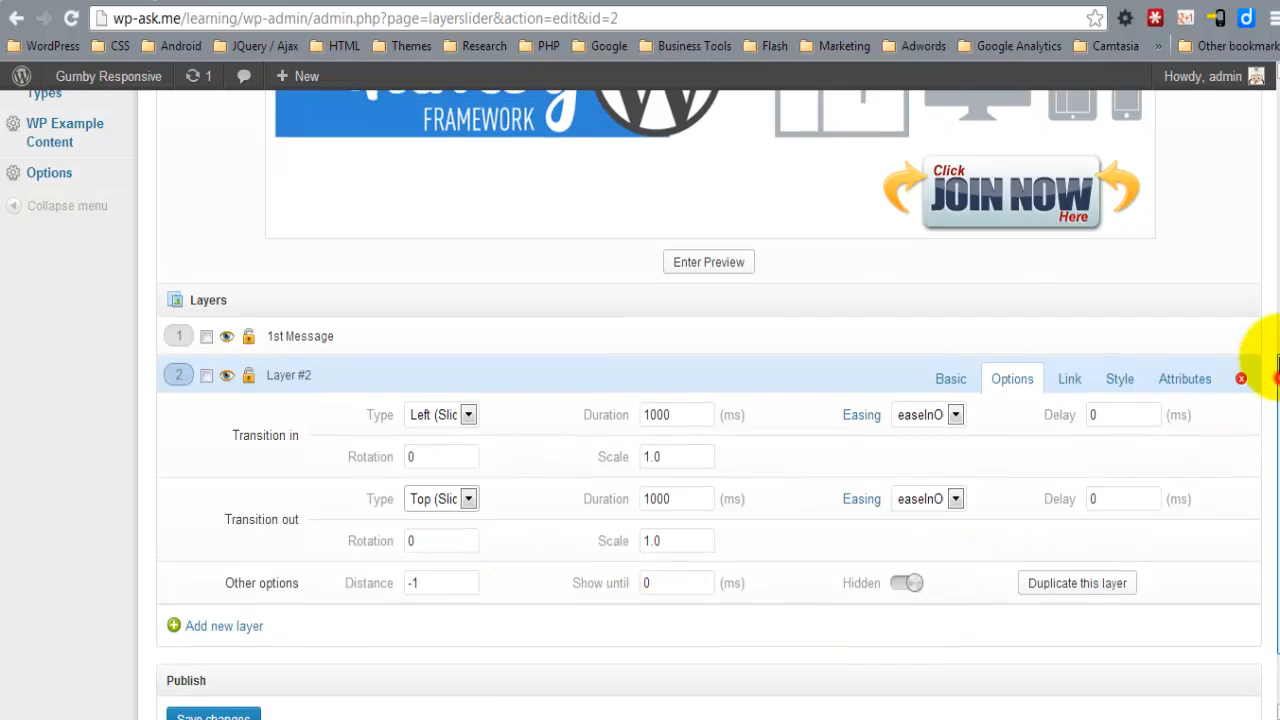 wp-ask.me/learning/wp-admin/admin.php?page=layerslider&action=edit&id=2
WordPress CSS Android JQuery / Ajax HTML Themes Research PHP Google Business Tools Flash Marketing Adwords Google Analytics Camtasia » Other bookmark
Gumby Responsive 1 + New Howdy, admin
Types
WP Example
Content
Options
Collapse menu
FRAMEWORK
Click
JOIN NOW
Here
Enter Preview
Layers
1 1st Message
2 Layer #2 Basic Options Link Style Attributes
Type Left (Slic Duration 1000 (ms) Easing easeInO Delay 0 (ms)
Transition in
Rotation 0 Scale 1.0
Type Top (Slic Duration 1000 (ms) Easing easeInO Delay 0 (ms)
Transition out
Rotation 0 Scale 1.0
Other options Distance -1 Show until 0 (ms) Hidden Duplicate this layer
Add new layer
Publish
Save changes